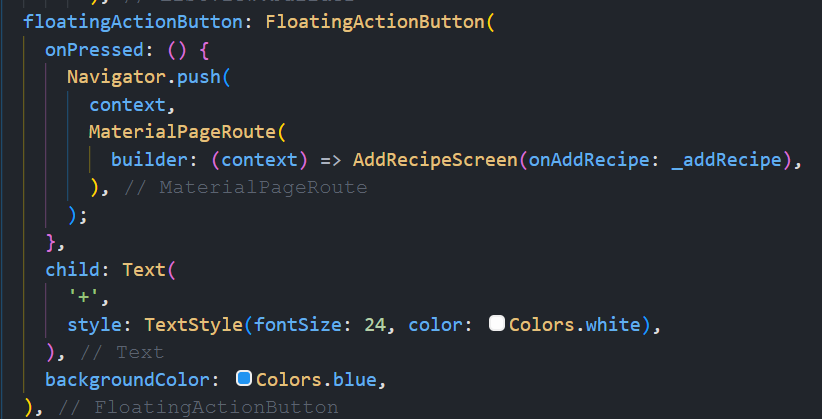 floatingActionButton: FloatingActionButton(
  onPressed: () {
    Navigator.push(
      context,
      MaterialPageRoute(
        builder: (context) => AddRecipeScreen(onAddRecipe: _addRecipe),
      ), // MaterialPageRoute
    );
  },
  child: Text(
    '+',
    style: TextStyle(fontSize: 24, color: Colors.white),
  ), // Text
  backgroundColor: Colors.blue,
), // FloatingActionButton